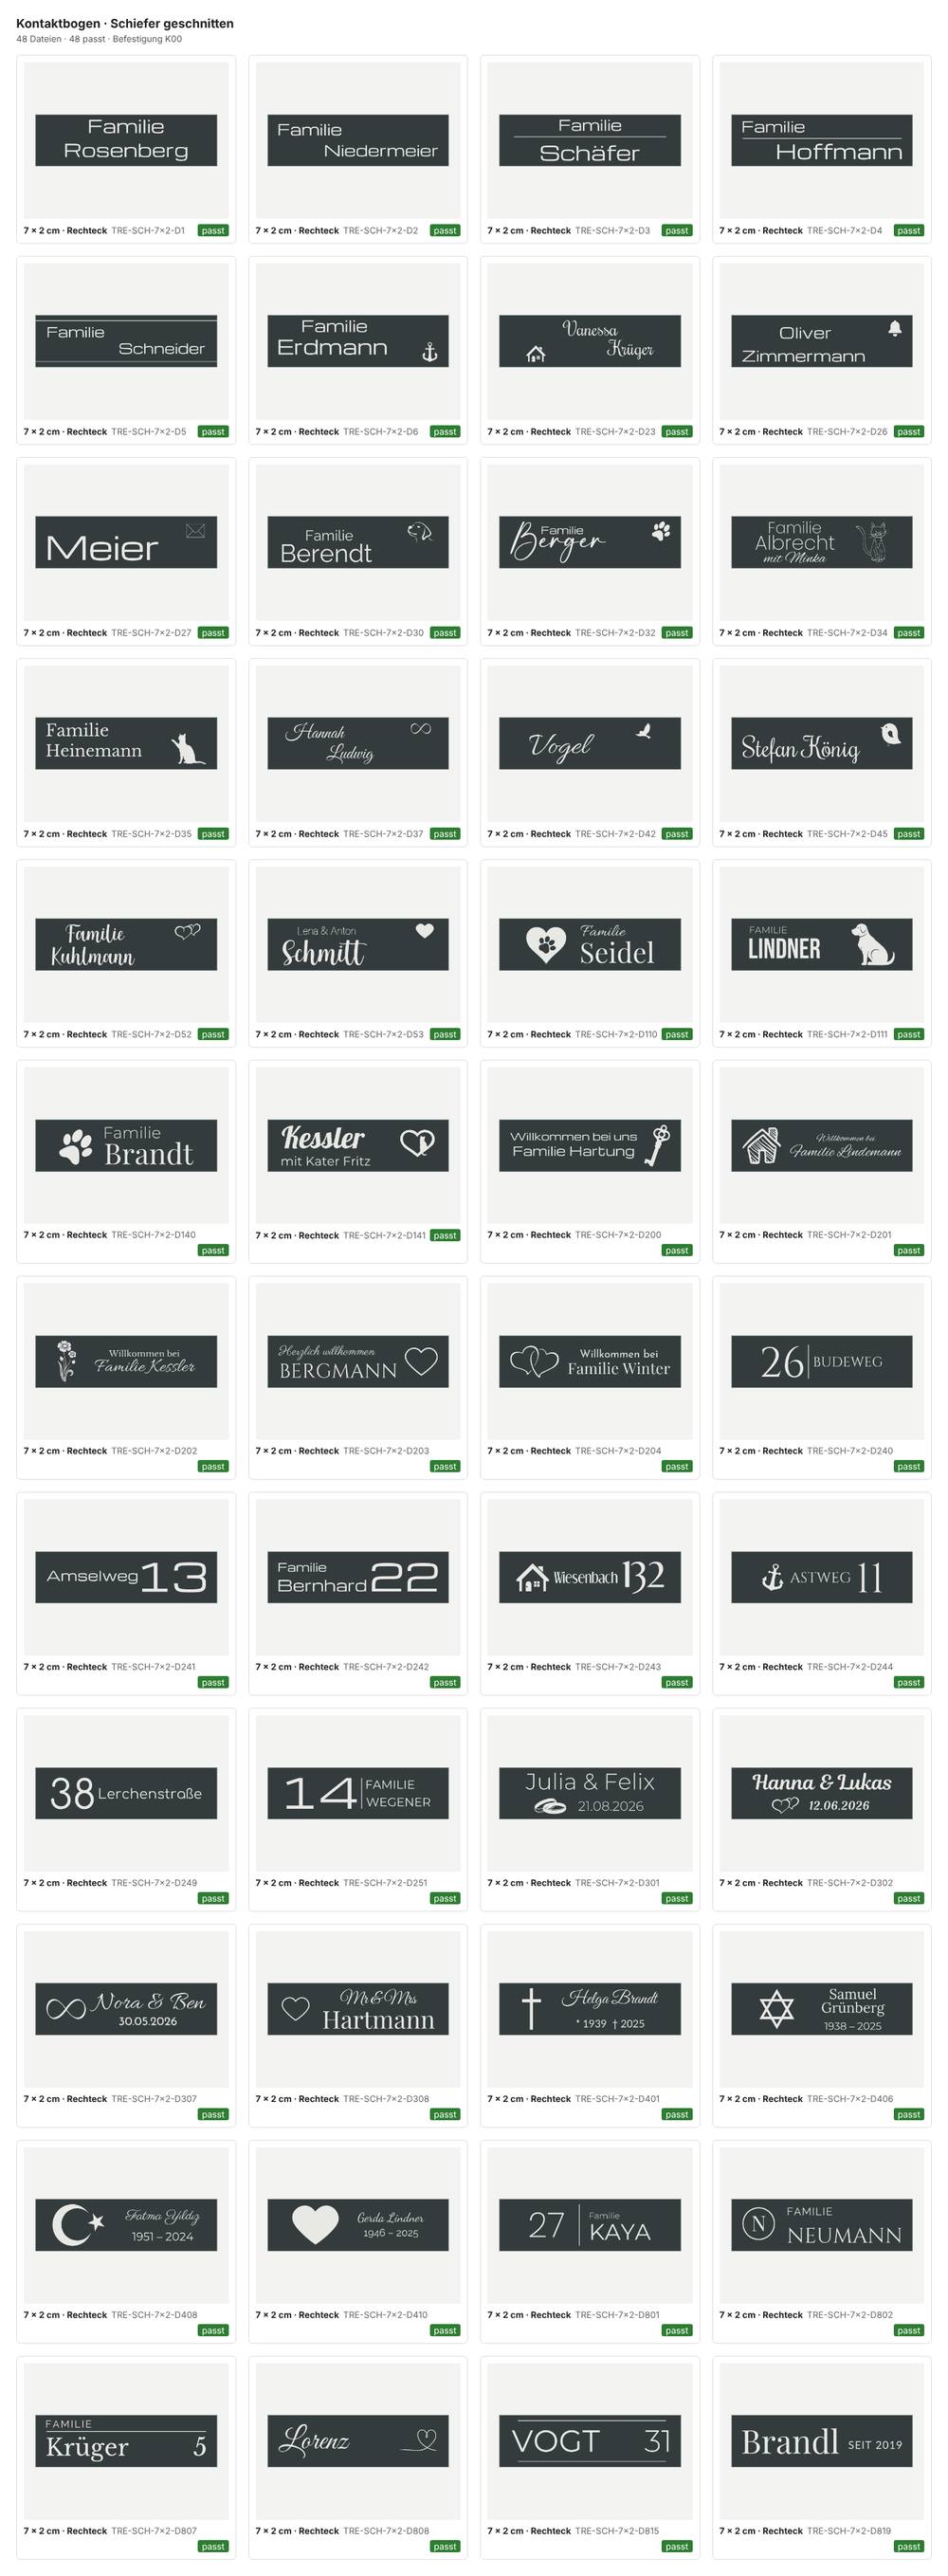 Kontaktbogen · Schiefer geschnitten
48 Dateien · 48 passt · Befestigung K00
Familie
Rosenberg
7 × 2 cm · Rechteck TRE-SCH-7×2-D1 passt
Familie
Niedermeier
7 × 2 cm · Rechteck TRE-SCH-7×2-D2 passt
Familie
Schäfer
7 × 2 cm · Rechteck TRE-SCH-7×2-D3 passt
Familie
Hoffmann
7 × 2 cm · Rechteck TRE-SCH-7×2-D4 passt
Familie
Schneider
7 × 2 cm · Rechteck TRE-SCH-7×2-D5 passt
Familie
Erdmann
7 × 2 cm · Rechteck TRE-SCH-7×2-D6 passt
Vanessa
Krüger
7 × 2 cm · Rechteck TRE-SCH-7×2-D23 passt
Oliver
Zimmermann
7 × 2 cm · Rechteck TRE-SCH-7×2-D26 passt
Meier
7 × 2 cm · Rechteck TRE-SCH-7×2-D27 passt
Familie
Berendt
7 × 2 cm · Rechteck TRE-SCH-7×2-D30 passt
Familie
Berger
7 × 2 cm · Rechteck TRE-SCH-7×2-D32 passt
Familie
Albrecht
mit Minka
7 × 2 cm · Rechteck TRE-SCH-7×2-D34 passt
Familie
Heinemann
7 × 2 cm · Rechteck TRE-SCH-7×2-D35 passt
Hannah
Ludwig
7 × 2 cm · Rechteck TRE-SCH-7×2-D37 passt
Vogel
7 × 2 cm · Rechteck TRE-SCH-7×2-D42 passt
Stefan König
7 × 2 cm · Rechteck TRE-SCH-7×2-D45 passt
Familie
Kuhlmann
7 × 2 cm · Rechteck TRE-SCH-7×2-D52 passt
Lena & Anton
Schmitt
7 × 2 cm · Rechteck TRE-SCH-7×2-D53 passt
Familie
Seidel
7 × 2 cm · Rechteck TRE-SCH-7×2-D110 passt
FAMILIE
LINDNER
7 × 2 cm · Rechteck TRE-SCH-7×2-D111 passt
Familie
Brandt
7 × 2 cm · Rechteck TRE-SCH-7×2-D140
passt
Kessler
mit Kater Fritz
7 × 2 cm · Rechteck TRE-SCH-7×2-D141 passt
Willkommen bei uns
Familie Hartung
7 × 2 cm · Rechteck TRE-SCH-7×2-D200
passt
Willkommen bei
Familie Lindemann
7 × 2 cm · Rechteck TRE-SCH-7×2-D201
passt
Willkommen bei
Familie Kessler
7 × 2 cm · Rechteck TRE-SCH-7×2-D202
passt
Herzlich willkommen
BERGMANN
7 × 2 cm · Rechteck TRE-SCH-7×2-D203
passt
Willkommen bei
Familie Winter
7 × 2 cm · Rechteck TRE-SCH-7×2-D204
passt
26 BUDEWEG
7 × 2 cm · Rechteck TRE-SCH-7×2-D240
passt
Amselweg 13
7 × 2 cm · Rechteck TRE-SCH-7×2-D241
passt
Familie
Bernhard 22
7 × 2 cm · Rechteck TRE-SCH-7×2-D242
passt
Wiesenbach 132
7 × 2 cm · Rechteck TRE-SCH-7×2-D243
passt
ASTWEG 11
7 × 2 cm · Rechteck TRE-SCH-7×2-D244
passt
38 Lerchenstraße
7 × 2 cm · Rechteck TRE-SCH-7×2-D249
passt
14 FAMILIE
WEGENER
7 × 2 cm · Rechteck TRE-SCH-7×2-D251
passt
Julia & Felix
21.08.2026
7 × 2 cm · Rechteck TRE-SCH-7×2-D301
passt
Hanna & Lukas
12.06.2026
7 × 2 cm · Rechteck TRE-SCH-7×2-D302
passt
Nora & Ben
30.05.2026
7 × 2 cm · Rechteck TRE-SCH-7×2-D307
passt
Mr & Mrs
Hartmann
7 × 2 cm · Rechteck TRE-SCH-7×2-D308
passt
Helga Brandt
* 1939 † 2025
7 × 2 cm · Rechteck TRE-SCH-7×2-D401
passt
Samuel
Grünberg
1938 – 2025
7 × 2 cm · Rechteck TRE-SCH-7×2-D406
passt
Fatma Yildiz
1951 – 2024
7 × 2 cm · Rechteck TRE-SCH-7×2-D408
passt
Gerda Lindner
1946 – 2025
7 × 2 cm · Rechteck TRE-SCH-7×2-D410
passt
27 Familie
KAYA
7 × 2 cm · Rechteck TRE-SCH-7×2-D801
passt
N FAMILIE
NEUMANN
7 × 2 cm · Rechteck TRE-SCH-7×2-D802
passt
FAMILIE
Krüger 5
7 × 2 cm · Rechteck TRE-SCH-7×2-D807
passt
Lorenz
7 × 2 cm · Rechteck TRE-SCH-7×2-D808
passt
VOGT 31
7 × 2 cm · Rechteck TRE-SCH-7×2-D815
passt
Brandl SEIT 2019
7 × 2 cm · Rechteck TRE-SCH-7×2-D819
passt